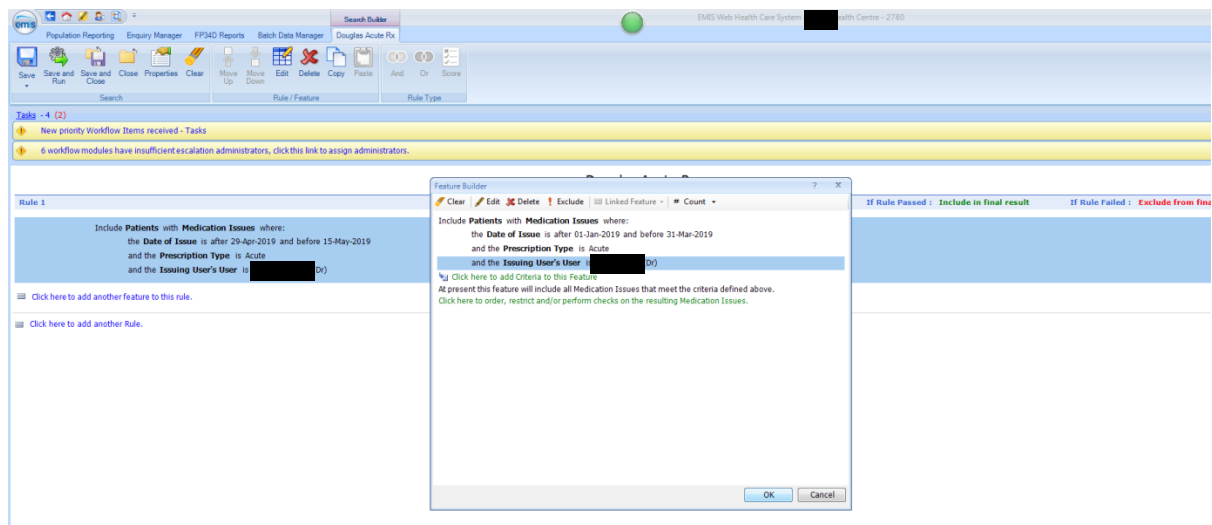 emis
Search Builder
EMIS Web Health Care System ealth Centre - 2780
Population Reporting Enquiry Manager FP34D Reports Batch Data Manager Douglas Acute Rx
Save Save and Run Save and Close Close Properties Clear Move Up Move Down Edit Delete Copy Paste And Or Score
Search Rule / Feature Rule Type
Tasks - 4 (2)
New priority Workflow Items received - Tasks
6 workflow modules have insufficient escalation administrators, click this link to assign administrators.
Rule 1
If Rule Passed : Include in final result If Rule Failed : Exclude from fina
Include Patients with Medication Issues where:
the Date of Issue is after 29-Apr-2019 and before 15-May-2019
and the Prescription Type is Acute
and the Issuing User's User is Dr)
Click here to add another feature to this rule.
Click here to add another Rule.
Feature Builder ? X
Clear Edit Delete ! Exclude Linked Feature # Count
Include Patients with Medication Issues where:
the Date of Issue is after 01-Jan-2019 and before 31-Mar-2019
and the Prescription Type is Acute
and the Issuing User's User is Dr)
Click here to add Criteria to this Feature
At present this feature will include all Medication Issues that meet the criteria defined above.
Click here to order, restrict and/or perform checks on the resulting Medication Issues.
OK Cancel